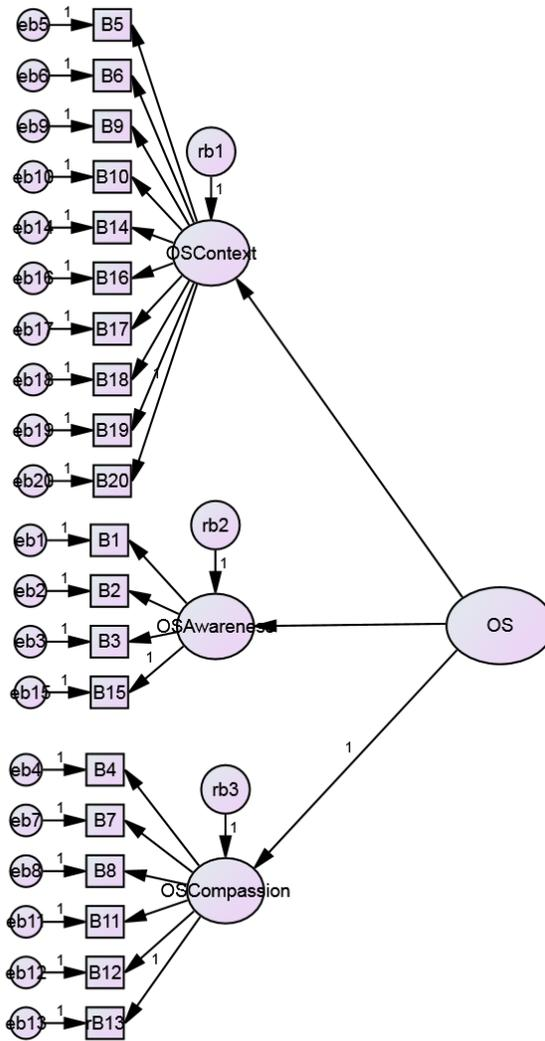 eb5 1 B5
eb6 1 B6
eb9 1 B9
rb1
eb10 1 B10
1
eb14 1 B14
OSContext
eb16 1 B16
eb17 1 B17
eb18 1 B18
1
eb19 1 B19
eb20 1 B20
rb2
eb1 1 B1
1
eb2 1 B2
OSAwareness
OS
eb3 1 B3
1
eb15 1 B15
1
eb4 1 B4
rb3
eb7 1 B7
1
eb8 1 B8
OSCompassion
eb11 1 B11
1
eb12 1 B12
eb13 1 rB13